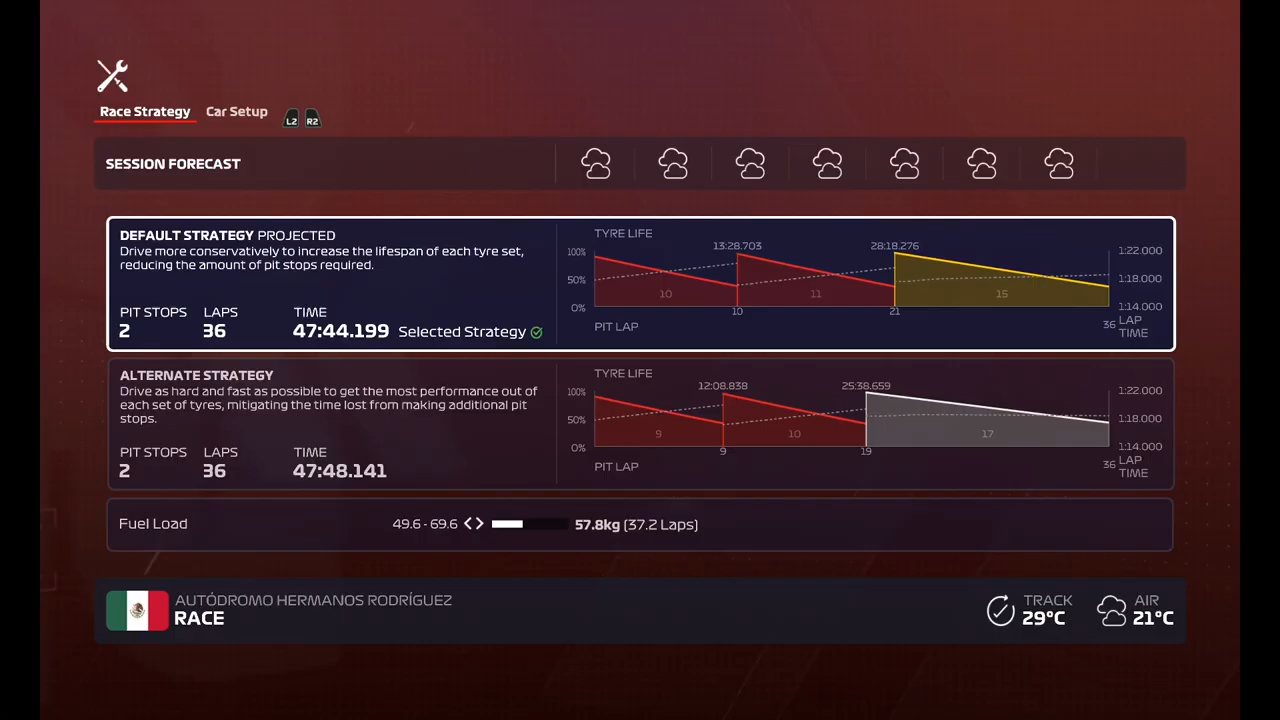 Race Strategy Car Setup L2 R2
SESSION FORECAST
DEFAULT STRATEGY PROJECTED
Drive more conservatively to increase the lifespan of each tyre set,
reducing the amount of pit stops required.
PIT STOPS LAPS TIME
2 36 47:44.199 Selected Strategy
TYRE LIFE
13:28.703 28:18.276
100% 1:22.000
50% 1:18.000
10 11 15
0% 1:14.000
10 21 36
PIT LAP LAP
TIME
ALTERNATE STRATEGY
Drive as hard and fast as possible to get the most performance out of
each set of tyres, mitigating the time lost from making additional pit
stops.
PIT STOPS LAPS TIME
2 36 47:48.141
TYRE LIFE
12:08.838 25:38.659
100% 1:22.000
50% 1:18.000
9 10 17
0% 1:14.000
9 19 36
PIT LAP LAP
TIME
Fuel Load 49.6 - 69.6 57.8kg (37.2 Laps)
AUTÓDROMO HERMANOS RODRÍGUEZ
RACE
TRACK AIR
29°C 21°C